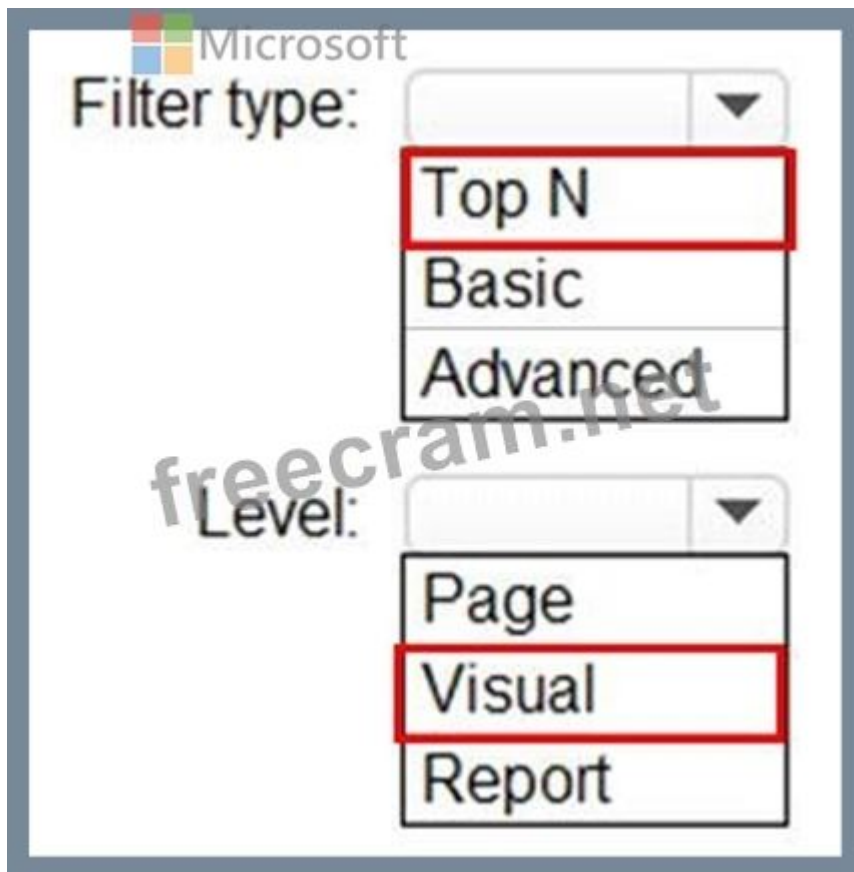 Microsoft
Filter type:
Top N
Basic
Advanced
freecram.net
Level:
Page
Visual
Report